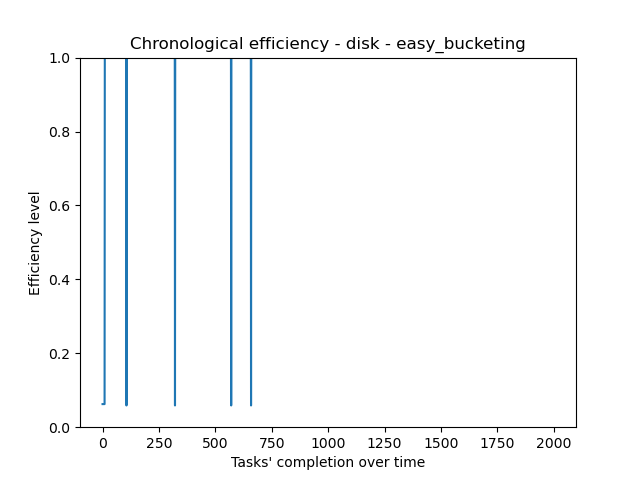 Chronological efficiency - disk - easy_bucketing
1.0
0.8
0.6
0.4
0.2
0.0
Efficiency level
0 250 500 750 1000 1250 1500 1750 2000
Tasks' completion over time